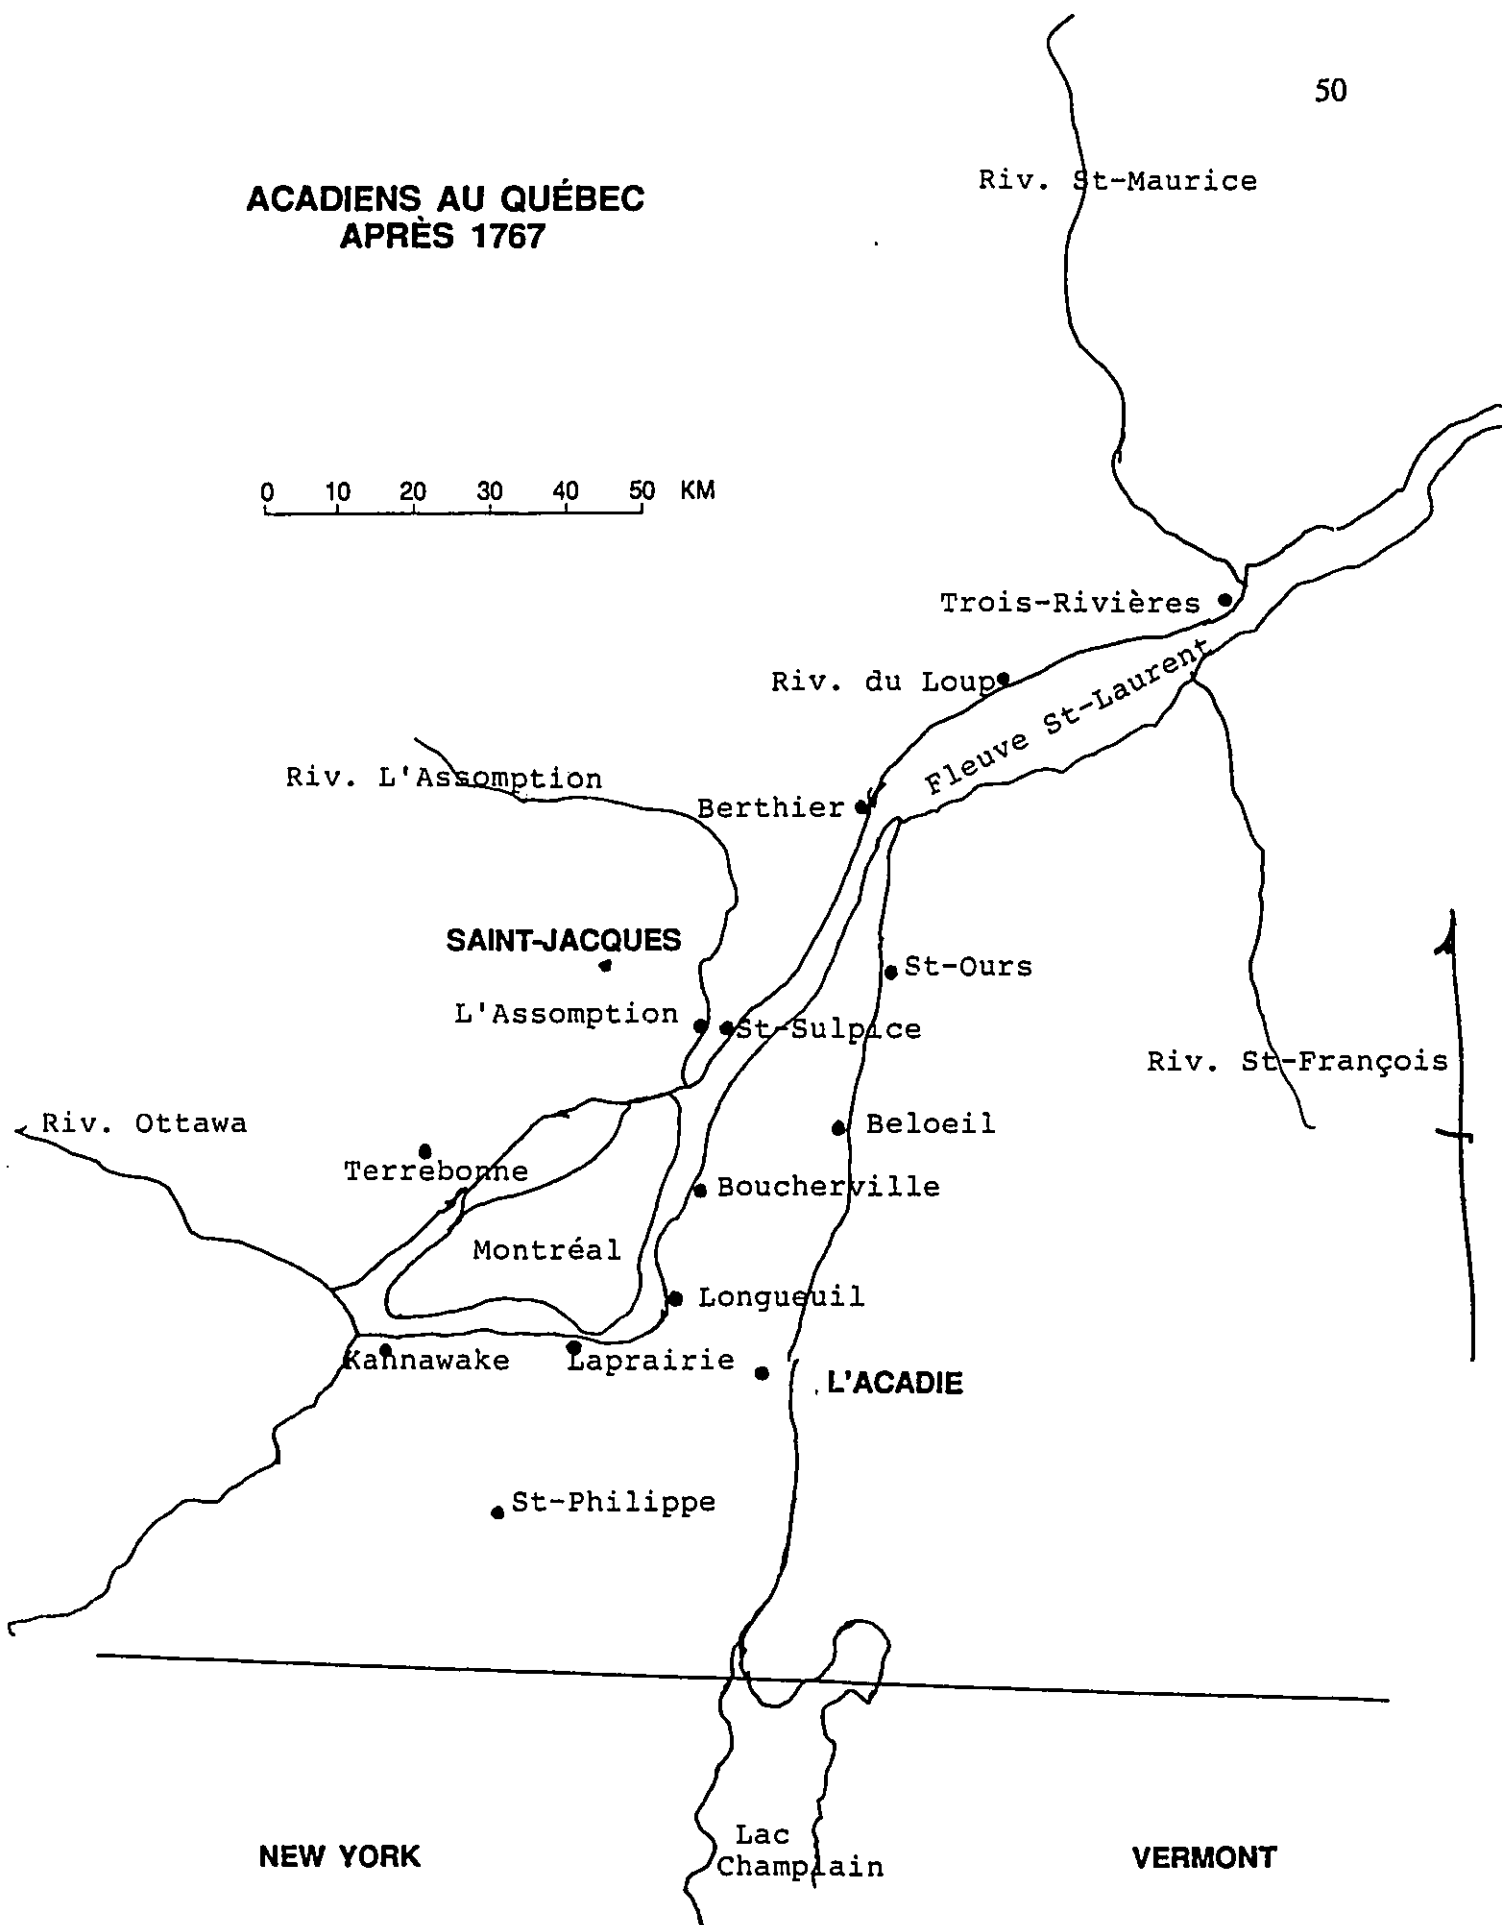 50
Riv. St-Maurice
ACADIENS AU QUÉBEC
APRÈS 1767
0 10 20 30 40 50 KM
Trois-Rivières
Riv. du Loup
Fleuve St-Laurent
Riv. L'Assomption
Berthier
SAINT-JACQUES
St-Ours
L'Assomption
St-Sulpice
Riv. St-François
Riv. Ottawa
Beloeil
Terrebonne
Boucherville
Montréal
Longueuil
Kahnawake
Laprairie
L'ACADIE
St-Philippe
Lac
Champlain
NEW YORK
VERMONT